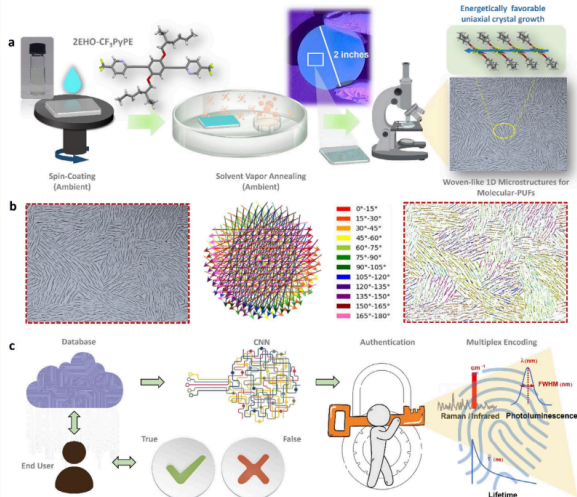 Energetically favorable
uniaxial crystal growth
a
2EHO-CF₃PyPE
2 inches
Spin-Coating
(Ambient)
Solvent Vapor Annealing
(Ambient)
Woven-like 1D Microstructures for
Molecular-PUFs
b
0°-15°
15°-30°
30°-45°
45°-60°
60°-75°
75°-90°
90°-105°
105°-120°
120°-135°
135°-150°
150°-165°
165°-180°
c
Database
CNN
Authentication
Multiplex Encoding
cm⁻¹
λ(nm)
FWHM (nm)
Raman / Infrared
Photoluminescence
True
False
End User
Lifetime